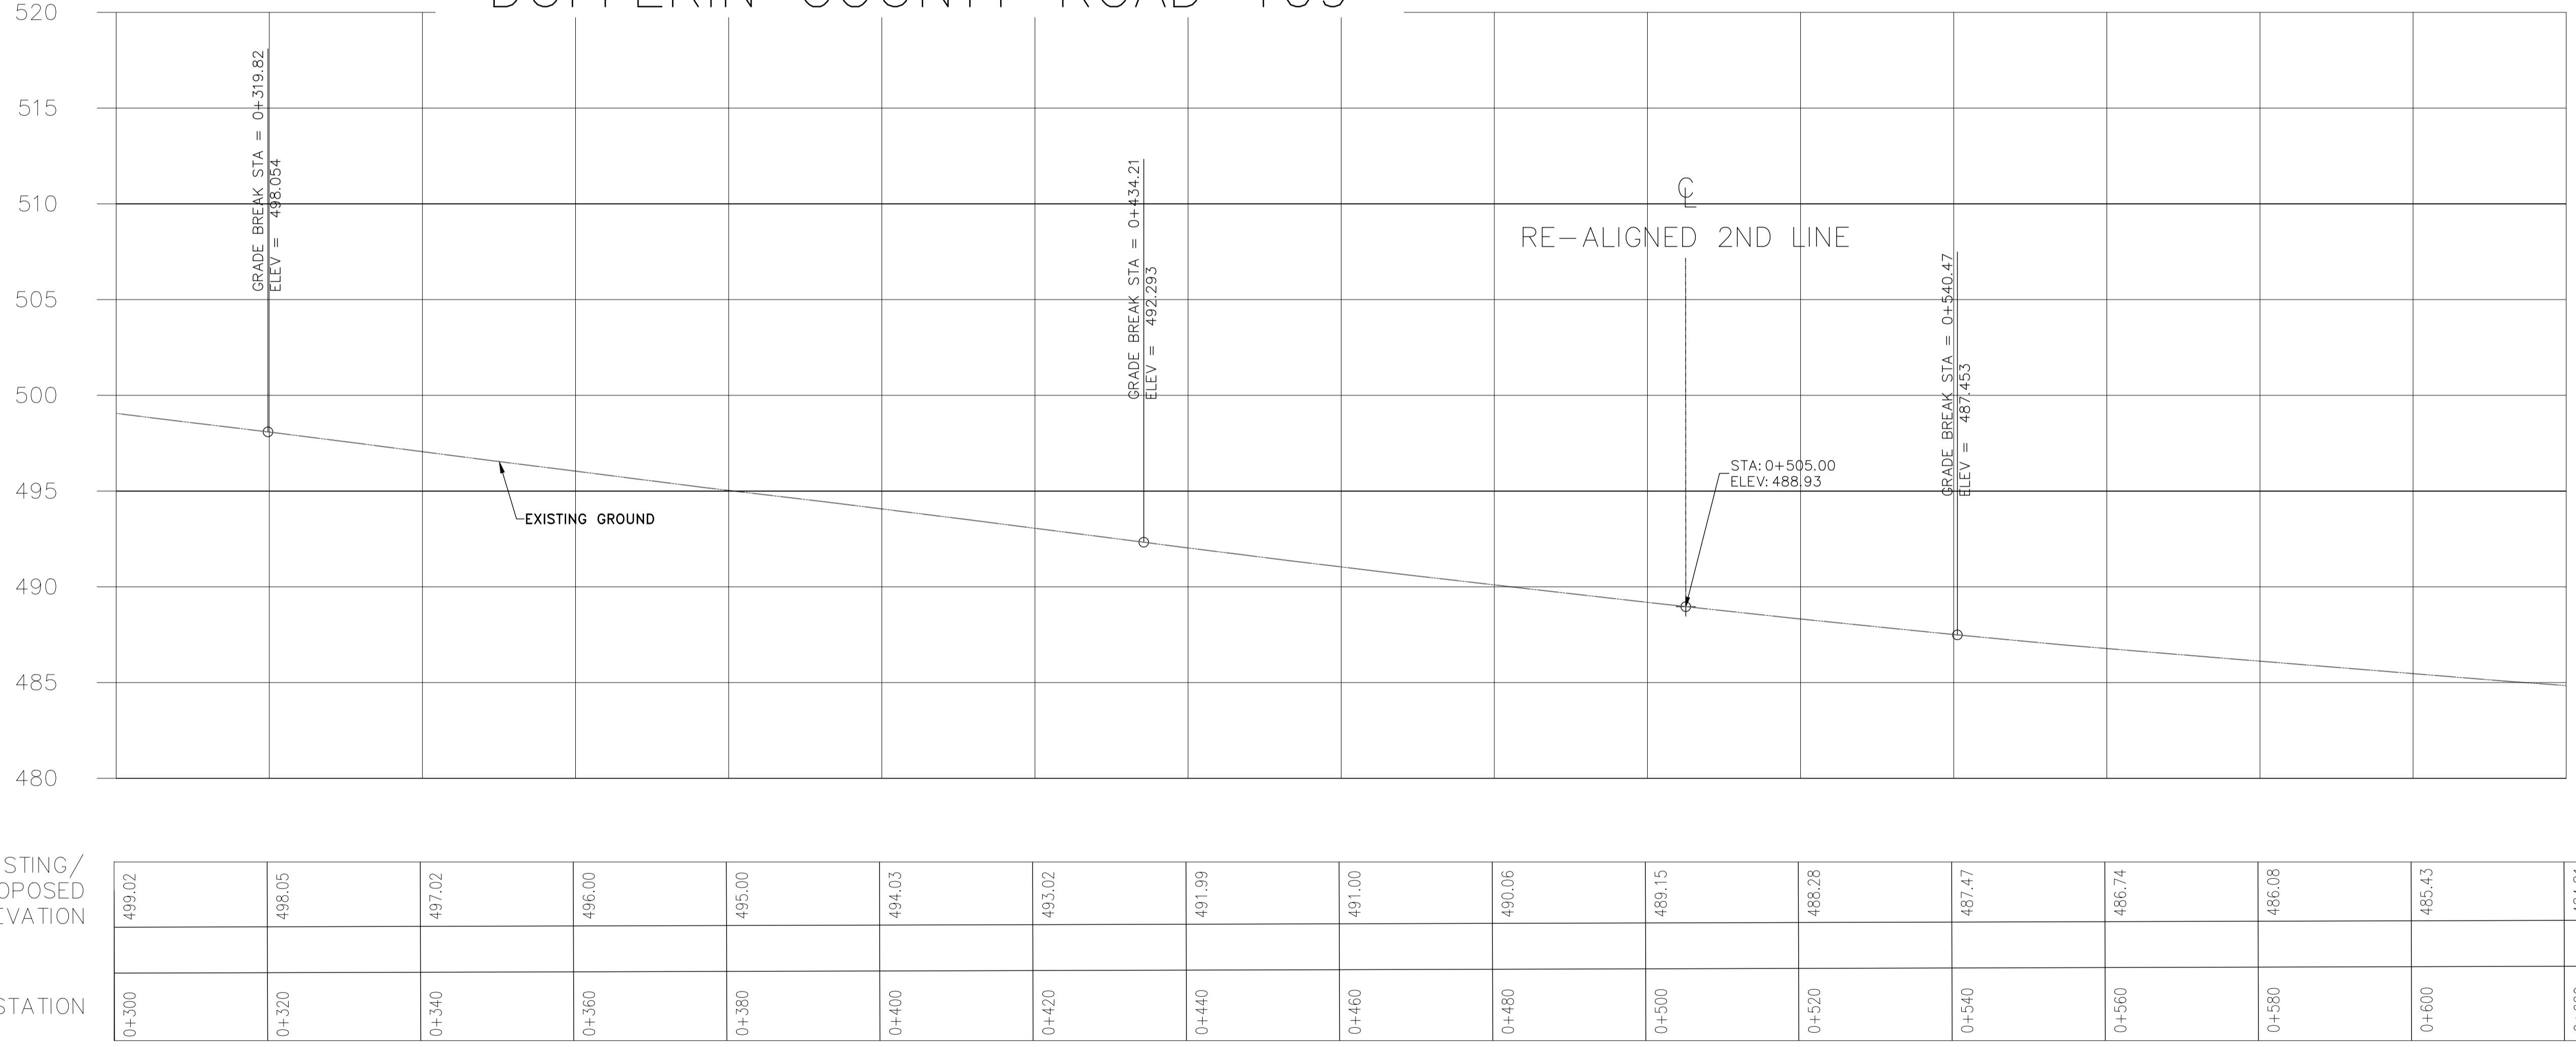 DUFFERIN COUNTY ROAD 109
520
515
510
505
500
495
490
485
480
GRADE BREAK STA = 0+319.82
ELEV = 498.054
GRADE BREAK STA = 0+434.21
ELEV = 492.293
CL
RE-ALIGNED 2ND LINE
GRADE BREAK STA = 0+540.47
ELEV = 487.453
STA: 0+505.00
ELEV: 488.93
EXISTING GROUND
STING/
OPOSED
EVATION
499.02 498.05 497.02 496.00 495.00 494.03 493.02 491.99 491.00 490.06 489.15 488.28 487.47 486.74 486.08 485.43
STATION
0+300 0+320 0+340 0+360 0+380 0+400 0+420 0+440 0+460 0+480 0+500 0+520 0+540 0+560 0+580 0+600